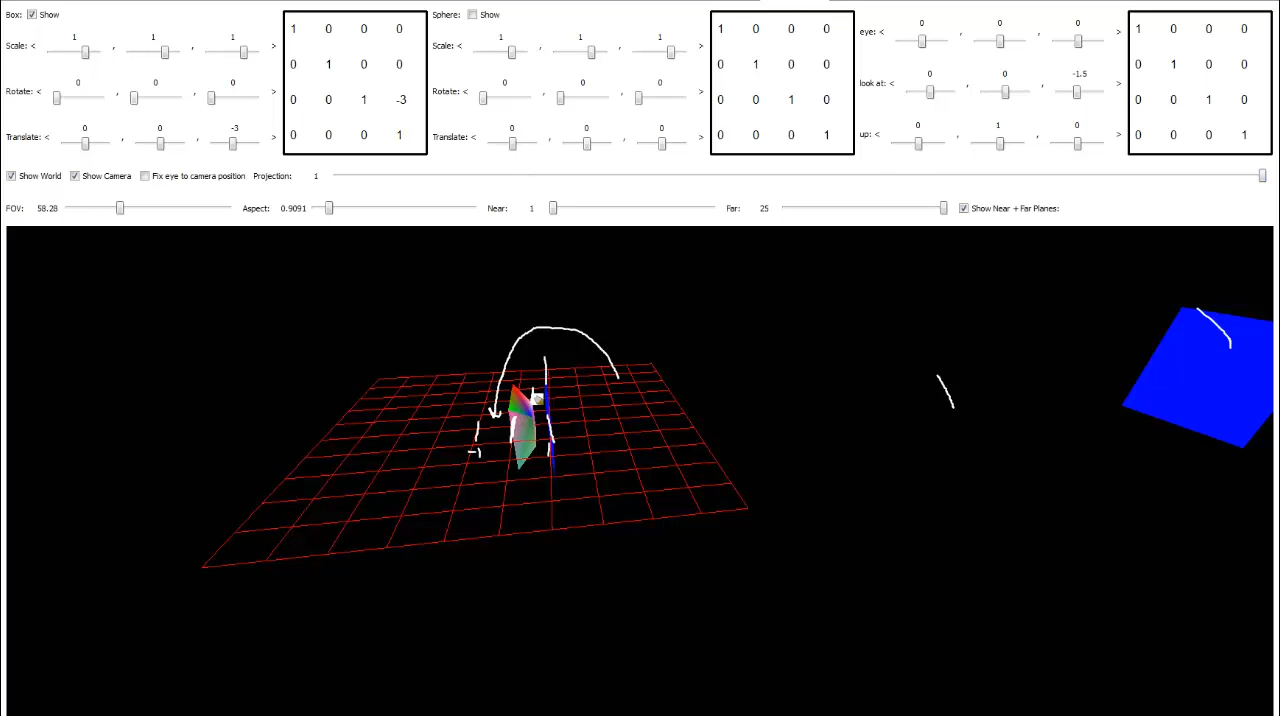 Box: Show Sphere: Show
1 0 0 0
0 1 0 0
0 0 1 -3
0 0 0 1
Scale: < 1 , 1 , 1 >
Rotate: < 0 , 0 , 0 >
Translate: < 0 , 0 , -3 >
1 0 0 0
0 1 0 0
0 0 1 0
0 0 0 1
Scale: < 1 , 1 , 1 >
Rotate: < 0 , 0 , 0 >
Translate: < 0 , 0 , 0 >
eye: < 0 , 0 , 0 >
look at: < 0 , 0 , -1.5 >
up: < 0 , 1 , 0 >
1 0 0 0
0 1 0 0
0 0 1 0
0 0 0 1
Show World Show Camera Fix eye to camera position Projection: 1
FOV: 58.28 Aspect: 0.9091 Near: 1 Far: 25 Show Near + Far Planes: